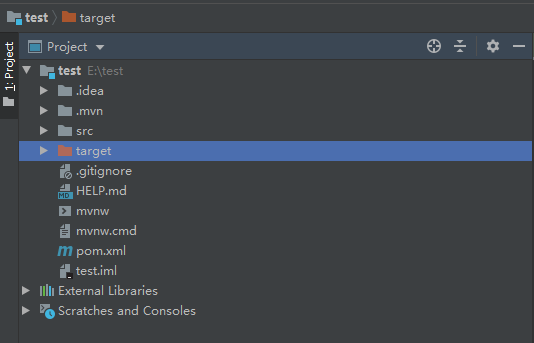 test target
1: Project
Project
test E:\test
.idea
.mvn
src
target
.gitignore
MD HELP.md
mvnw
mvnw.cmd
m pom.xml
test.iml
External Libraries
Scratches and Consoles